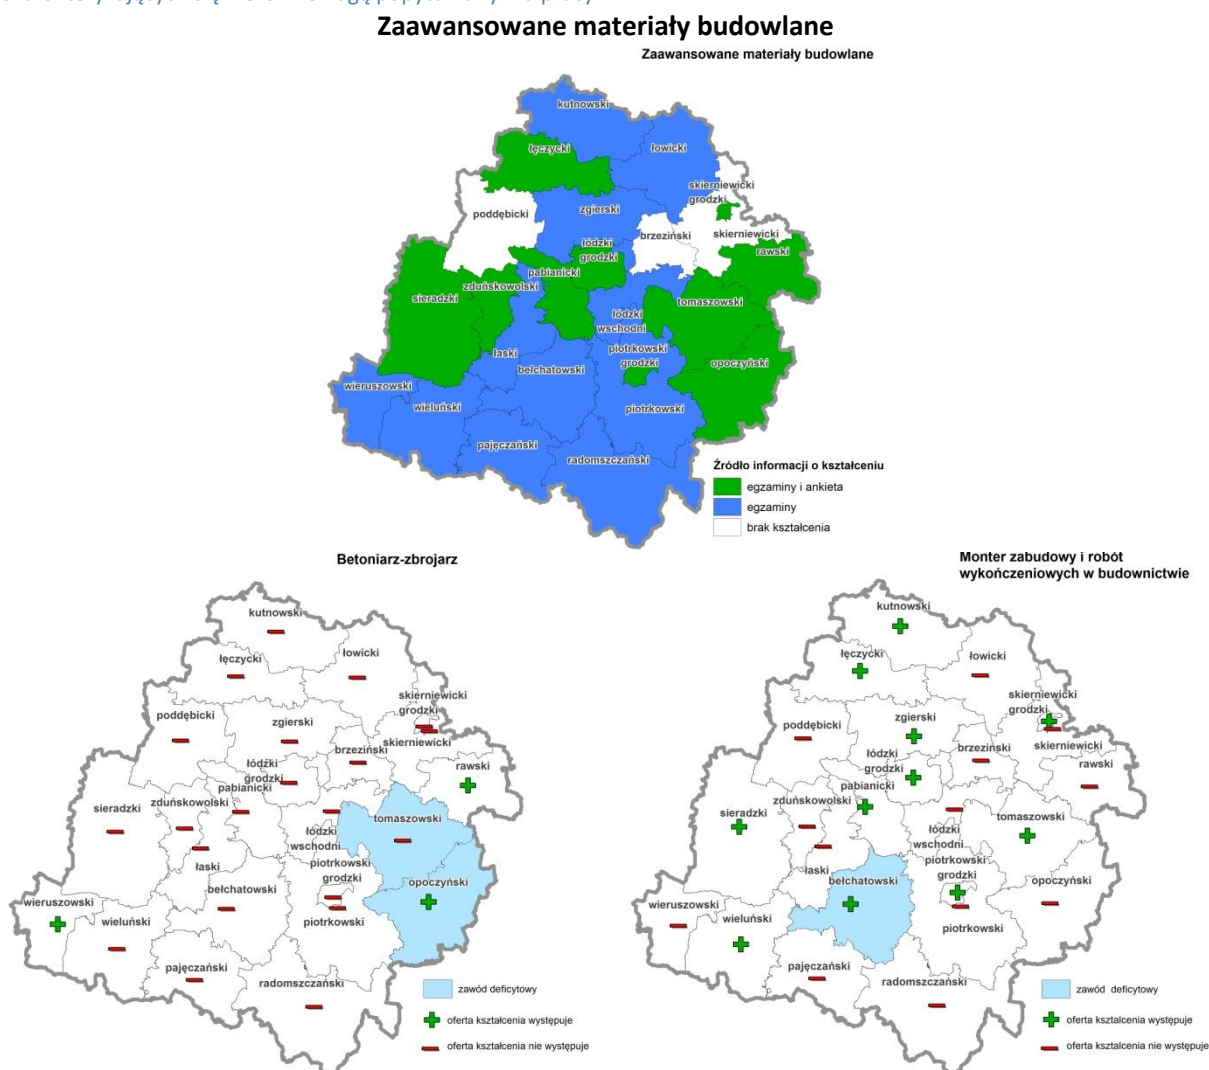 Zaawansowane materiały budowlane
Zaawansowane materiały budowlane
kutnowski
łęczycki
łowicki
skierniewicki
grodzki
poddębicki
zgierski
brzeziński
skierniewicki
rawski
łódzki
grodzki
pabianicki
zduńskowolski
sieradzki
tomaszowski
łódzki
wschodni
łaski
piotrkowski
grodzki
opoczyński
bełchatowski
wieruszowski
wieluński
piotrkowski
pajęczański
radomszczański
Źródło informacji o kształceniu
egzaminy i ankieta
egzaminy
brak kształcenia
Betoniarz-zbrojarz
kutnowski
łęczycki
łowicki
skierniewicki
grodzki
poddębicki
zgierski
brzeziński
skierniewicki
rawski
łódzki
grodzki
pabianicki
zduńskowolski
sieradzki
tomaszowski
łódzki
wschodni
łaski
piotrkowski
grodzki
opoczyński
bełchatowski
wieruszowski
wieluński
piotrkowski
pajęczański
radomszczański
zawód deficytowy
oferta kształcenia występuje
oferta kształcenia nie występuje
Monter zabudowy i robót
wykończeniowych w budownictwie
kutnowski
łęczycki
łowicki
skierniewicki
grodzki
poddębicki
zgierski
brzeziński
skierniewicki
rawski
łódzki
grodzki
pabianicki
zduńskowolski
sieradzki
tomaszowski
łódzki
wschodni
łaski
piotrkowski
grodzki
opoczyński
bełchatowski
wieruszowski
wieluński
piotrkowski
pajęczański
radomszczański
zawód deficytowy
oferta kształcenia występuje
oferta kształcenia nie występuje